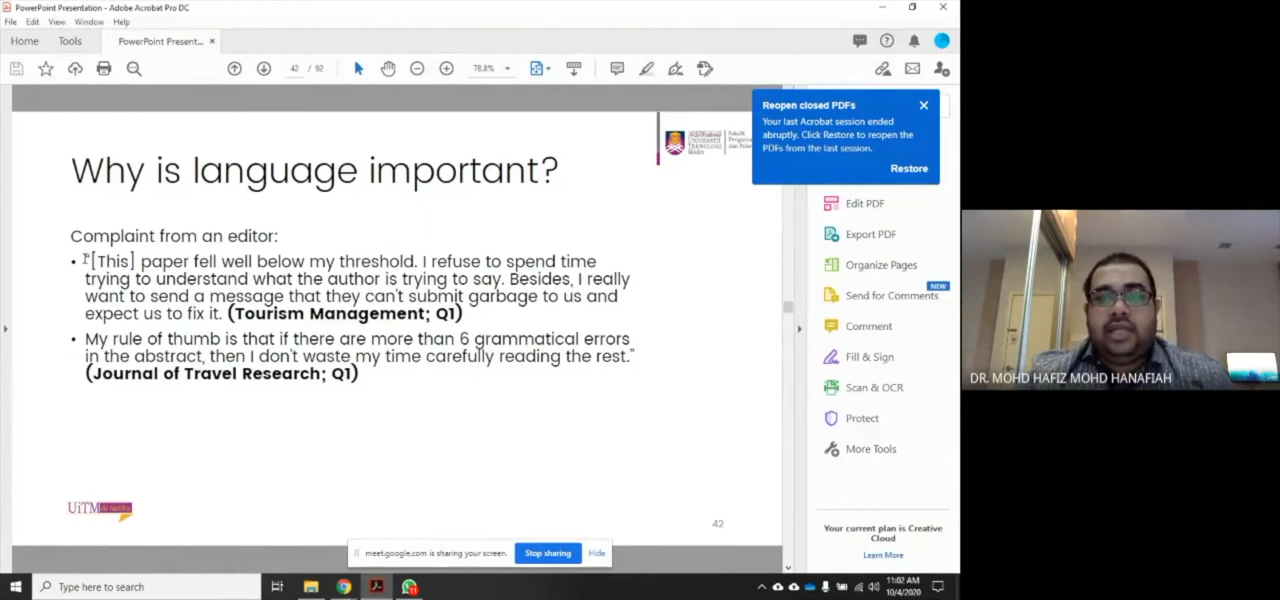 PowerPoint Presentation - Adobe Acrobat Pro DC
File Edit View Window Help
Home Tools PowerPoint Present... ×
42 / 92 78.8%
Reopen closed PDFs
Your last Acrobat session ended
abruptly. Click Restore to reopen the
PDFs from the last session.
Restore
UNIVERSITI
TEKNOLOGI
MARA
Why is language important?
Complaint from an editor:
• "[This] paper fell well below my threshold. I refuse to spend time
trying to understand what the author is trying to say. Besides, I really
want to send a message that they can't submit garbage to us and
expect us to fix it. (Tourism Management; Q1)
• My rule of thumb is that if there are more than 6 grammatical errors
in the abstract, then I don't waste my time carefully reading the rest."
(Journal of Travel Research; Q1)
UiTM
42
Edit PDF
Export PDF
Organize Pages
NEW
Send for Comments
Comment
Fill & Sign
Scan & OCR
Protect
More Tools
Your current plan is Creative
Cloud
Learn More
DR. MOHD HAFIZ MOHD HANAFIAH
meet.google.com is sharing your screen. Stop sharing Hide
Type here to search
11:02 AM
10/4/2020